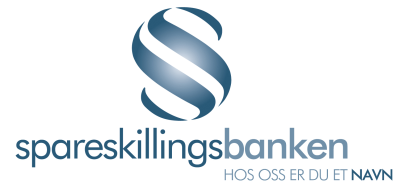 spareskillingsbanken
HOS OSS ER DU ET NAVN